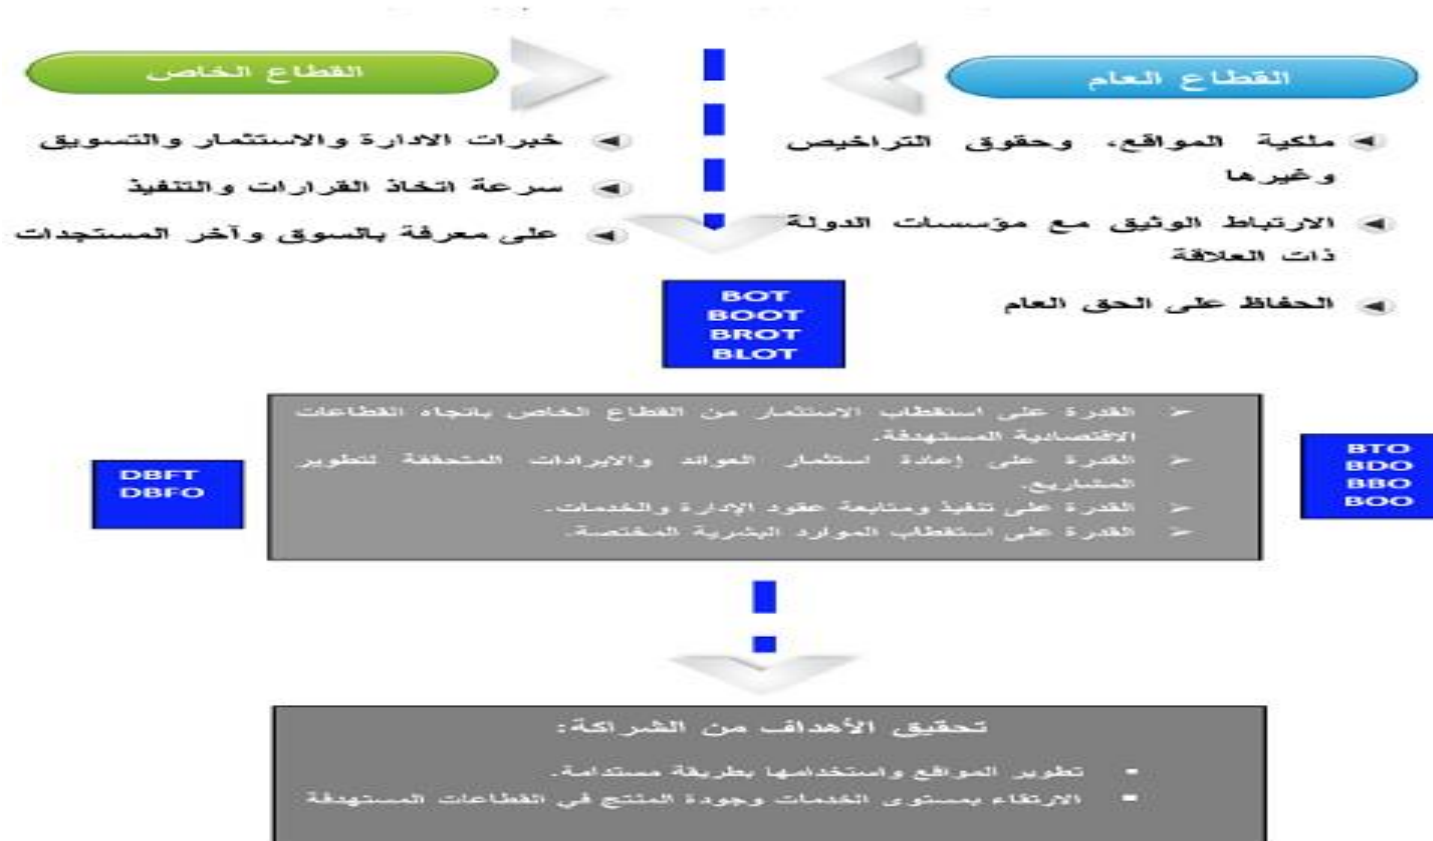 القطاع العام
ملكية المواقع، وحقوق التراخيص
وغيرها
الارتباط الوثيق مع مؤسسات الدولة
ذات العلاقة
الحفاظ على الحق العام
القطاع الخاص
خبرات الادارة والاستثمار والتسويق
سرعة اتخاذ القرارات والتنفيذ
على معرفة بالسوق وآخر المستجدات
BOT
BOOT
BROT
BLOT
القدرة على استقطاب الاستثمار من القطاع الخاص باتجاه القطاعات
الاقتصادية المستهدفة.
القدرة على إعادة استثمار العوائد والايرادات المتحققة لتطوير
المشاريع.
القدرة على تنفيذ ومتابعة عقود الإدارة والخدمات.
القدرة على استقطاب الموارد البشرية المختصة.
BTO
BDO
BBO
BOO
DBFT
DBFO
تحقيق الأهداف من الشراكة:
تطوير المواقع واستخدامها بطريقة مستدامة.
الارتقاء بمستوى الخدمات وجودة المنتج في القطاعات المستهدفة